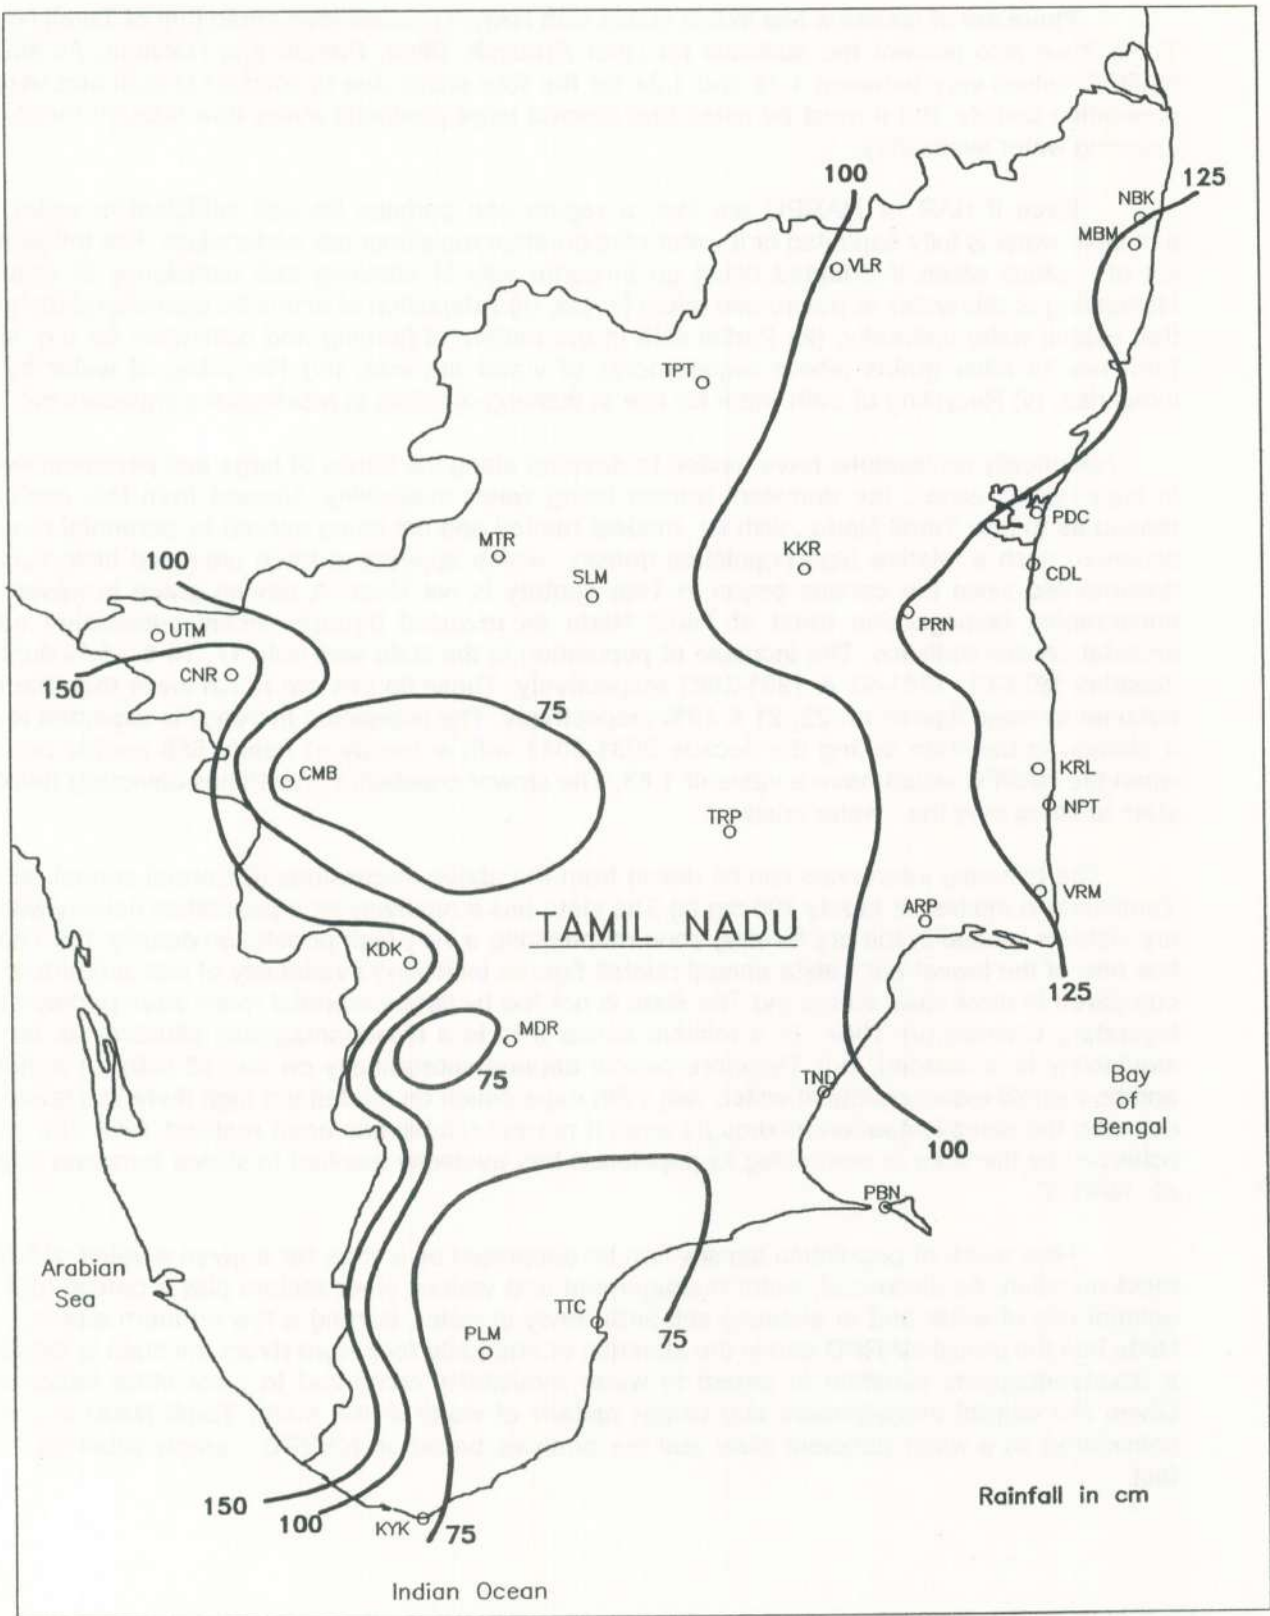 100
125
NBK
MBM
VLR
TPT
PDC
MTR
KKR
CDL
100
SLM
PRN
UTM
CNR
150
75
CMB
KRL
NPT
TRP
VRM
ARP
TAMIL NADU
KDK
125
MDR
75
TND
Bay
of
Bengal
100
PBN
Arabian
Sea
TTC
75
PLM
150
100
75
KYK
Rainfall in cm
Indian Ocean